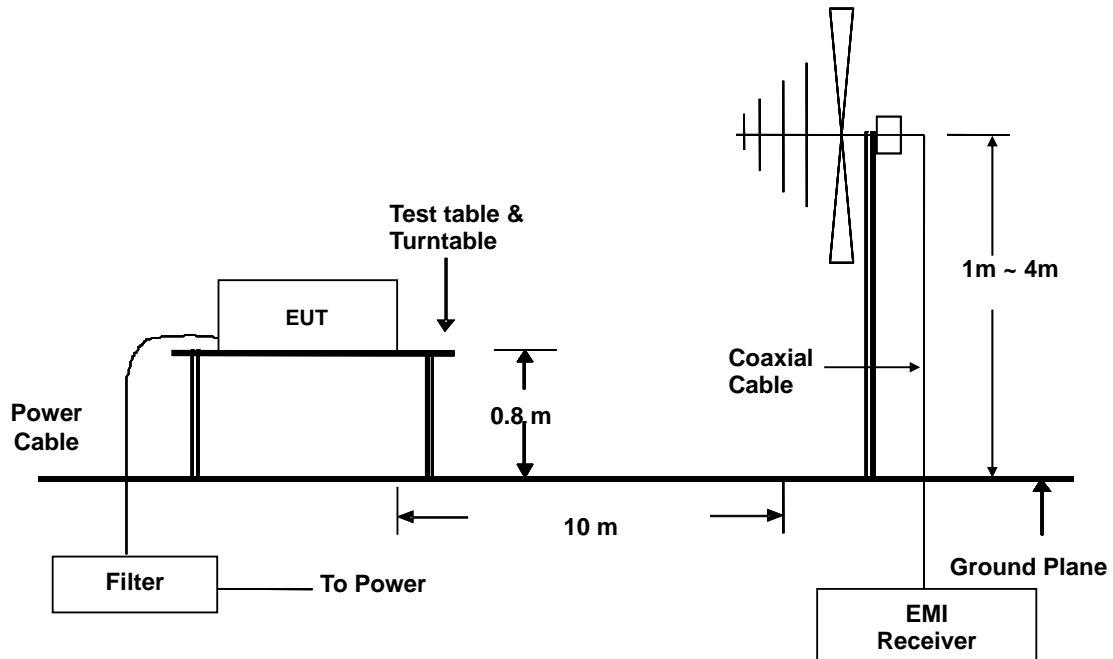 Test table &
Turntable
1m ~ 4m
EUT
Coaxial
Cable
0.8 m
Power
Cable
10 m
Ground Plane
Filter
To Power
EMI
Receiver